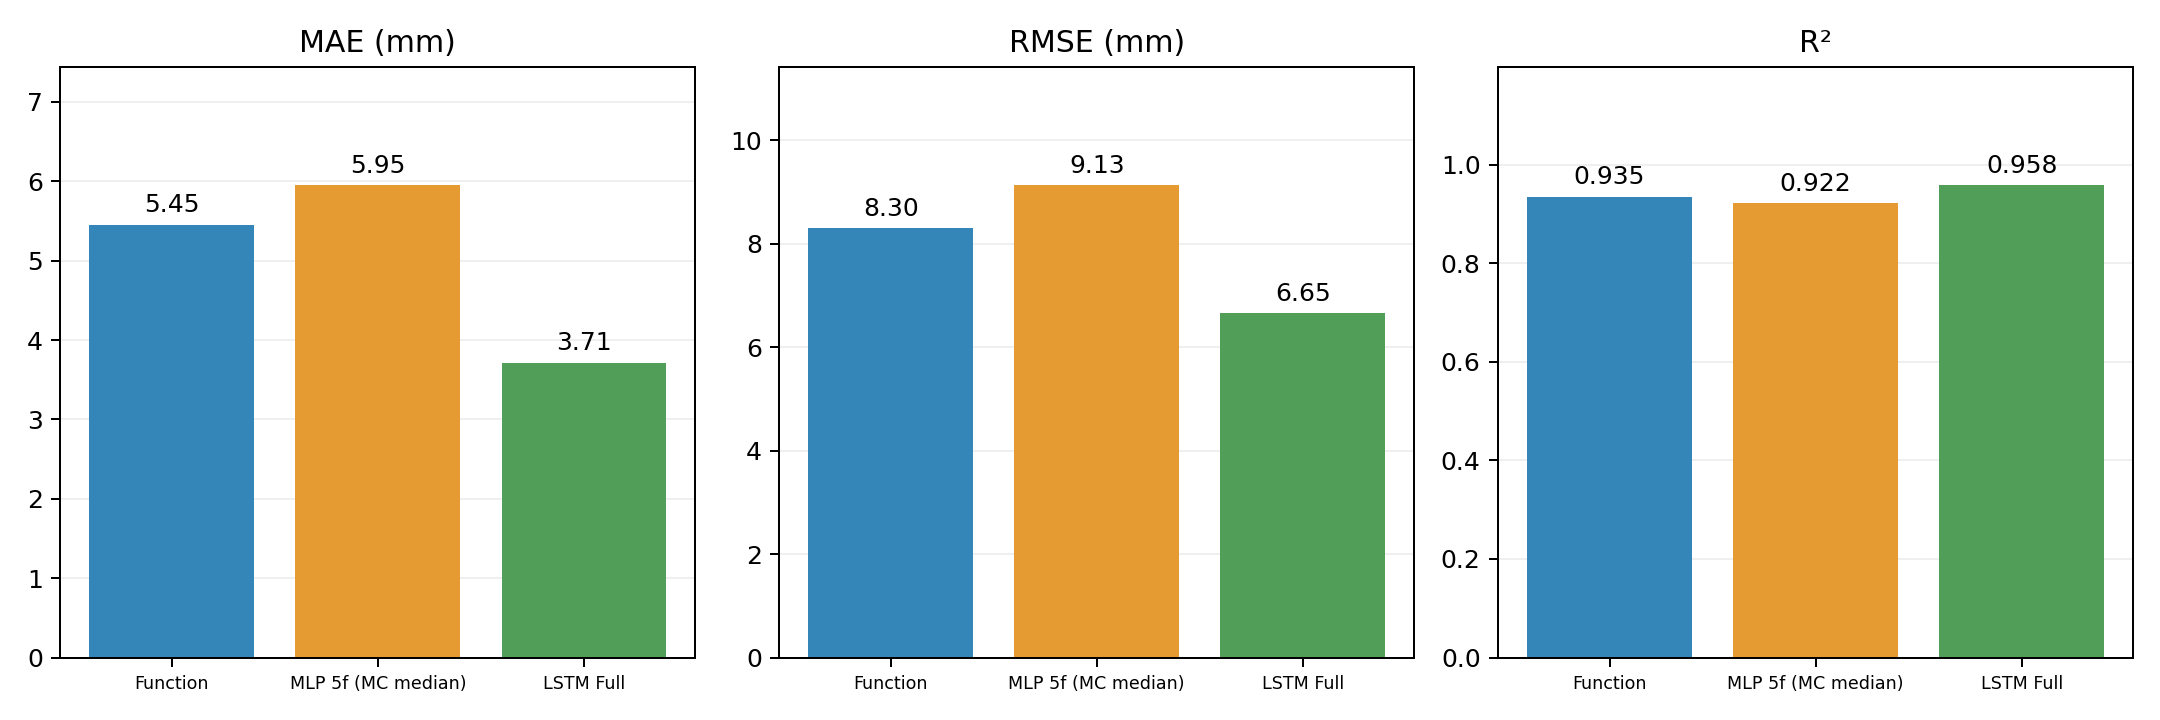 MAE (mm)
7
6
5
4
3
2
1
0
5.45
5.95
3.71
Function
MLP 5f (MC median)
LSTM Full
RMSE (mm)
10
8
6
4
2
0
8.30
9.13
6.65
Function
MLP 5f (MC median)
LSTM Full
R²
1.0
0.8
0.6
0.4
0.2
0.0
0.935
0.922
0.958
Function
MLP 5f (MC median)
LSTM Full